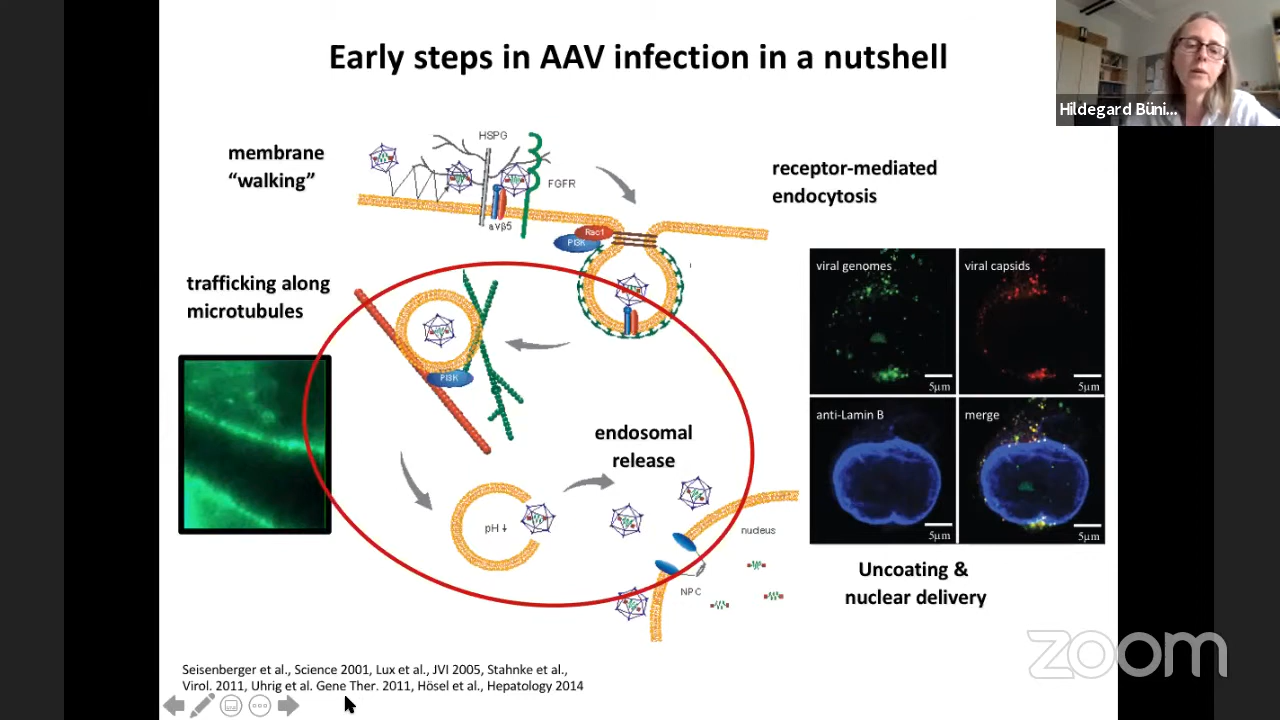 Early steps in AAV infection in a nutshell
Hildegard Büni...
membrane
“walking”
HSPG
FGFR
αvβ5
receptor-mediated
endocytosis
Rac1
PI3K
trafficking along
microtubules
PI3K
viral genomes
viral capsids
5µm
5µm
anti-Lamin B
merge
5µm
5µm
endosomal
release
pH ↓
nucleus
NPC
Uncoating &
nuclear delivery
zoom
Seisenberger et al., Science 2001, Lux et al., JVI 2005, Stahnke et al.,
Virol. 2011, Uhrig et al. Gene Ther. 2011, Hösel et al., Hepatology 2014